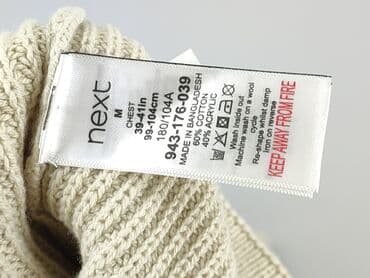 next
M
CHEST
39-41in
99-104cm
180/104A
943-176-039
MADE IN BANGLADESH
60% COTTON
40% ACRYLIC
Wash inside out
Machine wash on a wool
cycle
Re-shape whilst damp
iron on reverse
KEEP AWAY FROM FIRE